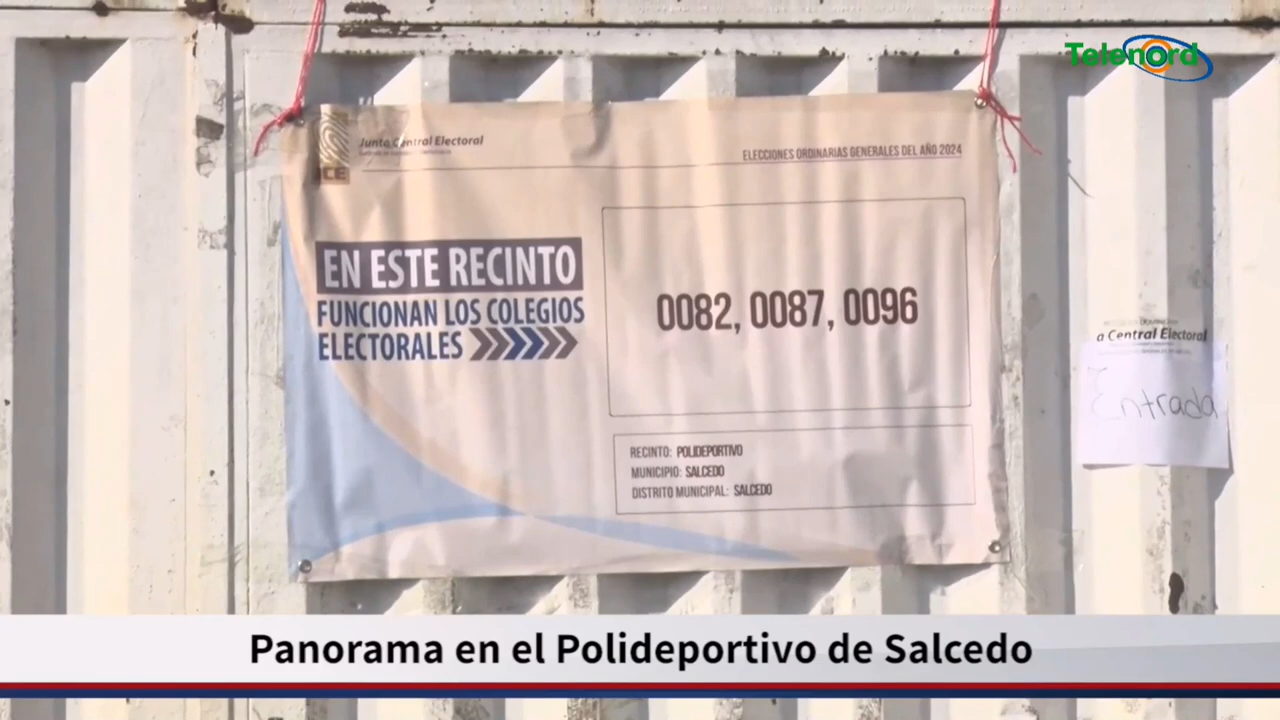 Telenord
Junta Central Electoral
JCE
ELECCIONES ORDINARIAS GENERALES DEL AÑO 2024
EN ESTE RECINTO
FUNCIONAN LOS COLEGIOS
ELECTORALES
0082, 0087, 0096
RECINTO: POLIDEPORTIVO
MUNICIPIO: SALCEDO
DISTRITO MUNICIPAL: SALCEDO
a Central Electoral
Entrada
Panorama en el Polideportivo de Salcedo